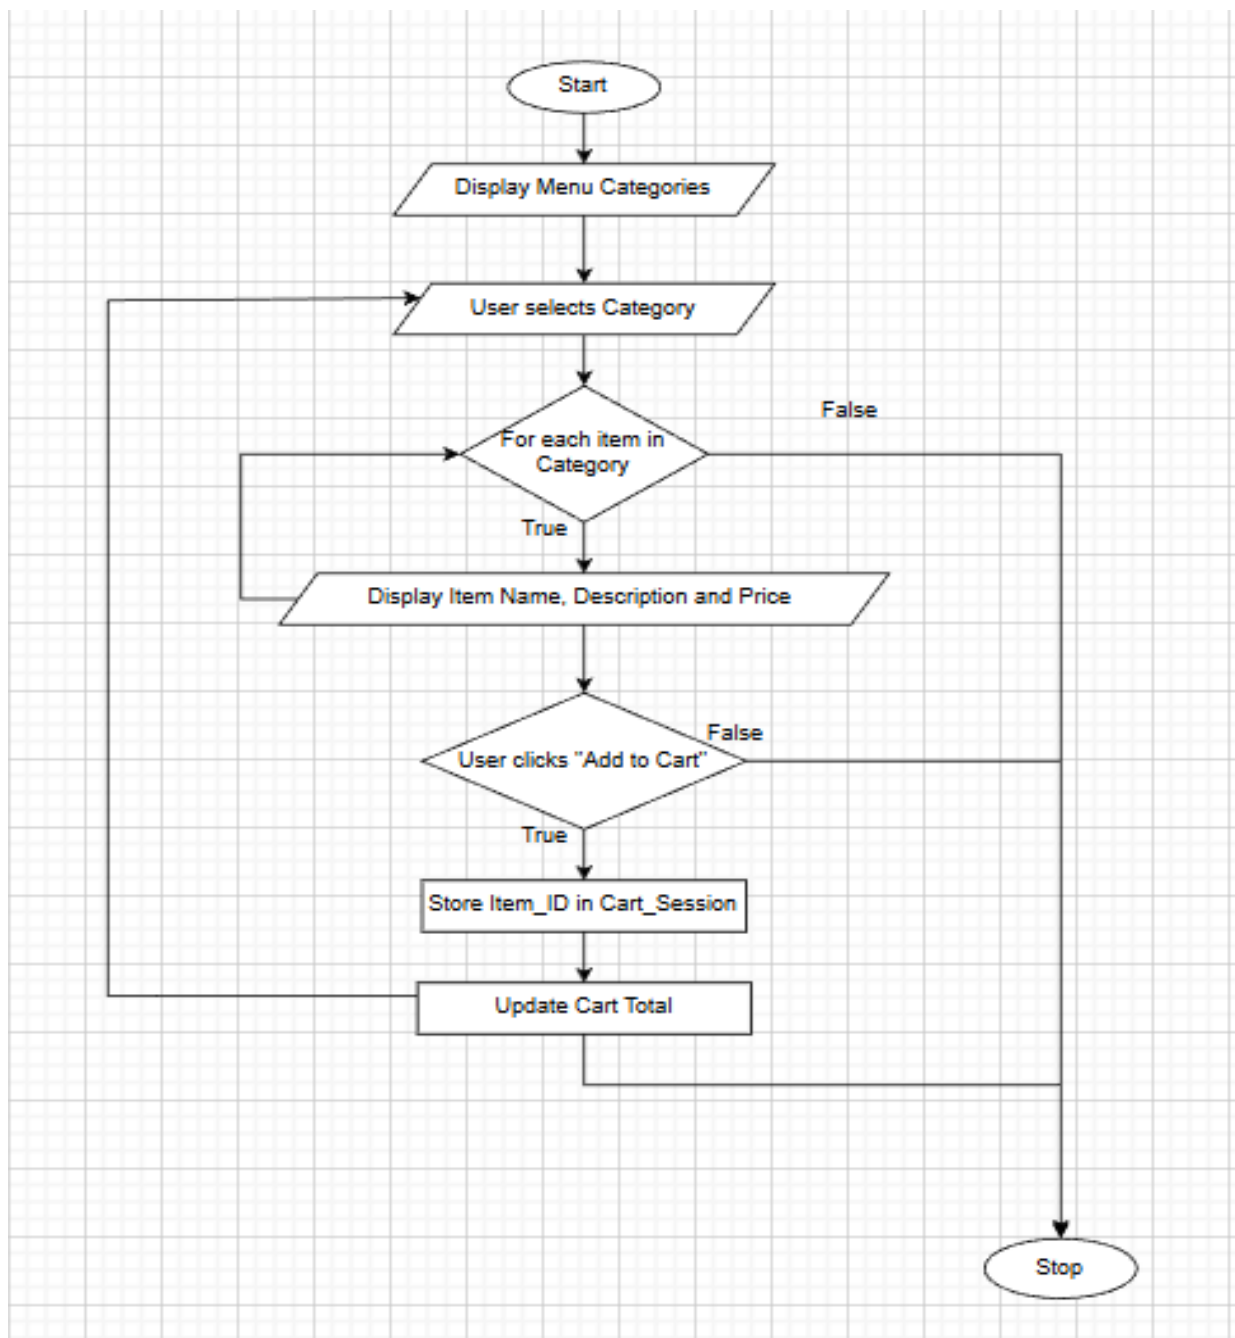 Start
Display Menu Categories
User selects Category
False
For each item in
Category
True
Display Item Name, Description and Price
False
User clicks "Add to Cart"
True
Store Item_ID in Cart_Session
Update Cart Total
Stop